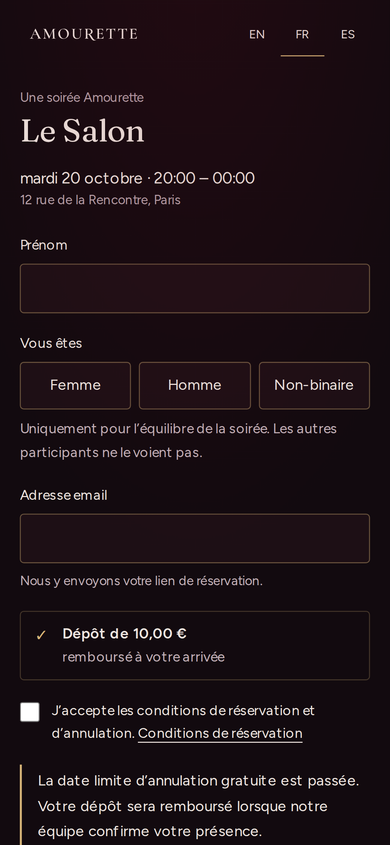 AMOURETTE
EN FR ES
Une soirée Amourette
Le Salon
mardi 20 octobre · 20:00 – 00:00
12 rue de la Rencontre, Paris
Prénom
Vous êtes
Femme Homme Non-binaire
Uniquement pour l’équilibre de la soirée. Les autres
participants ne le voient pas.
Adresse email
Nous y envoyons votre lien de réservation.
✓ Dépôt de 10,00 €
remboursé à votre arrivée
J’accepte les conditions de réservation et
d’annulation. Conditions de réservation
La date limite d’annulation gratuite est passée.
Votre dépôt sera remboursé lorsque notre
équipe confirme votre présence.